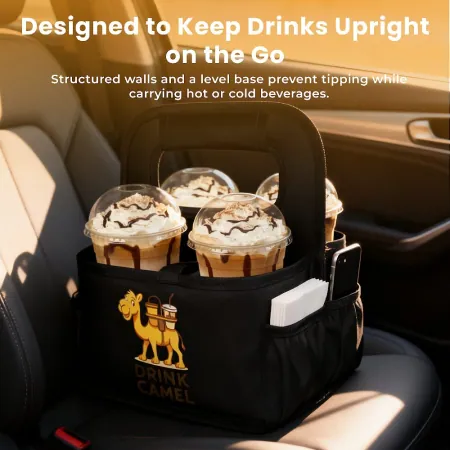 Designed to Keep Drinks Upright
on the Go
Structured walls and a level base prevent tipping while
carrying hot or cold beverages.
DRINK
CAMEL